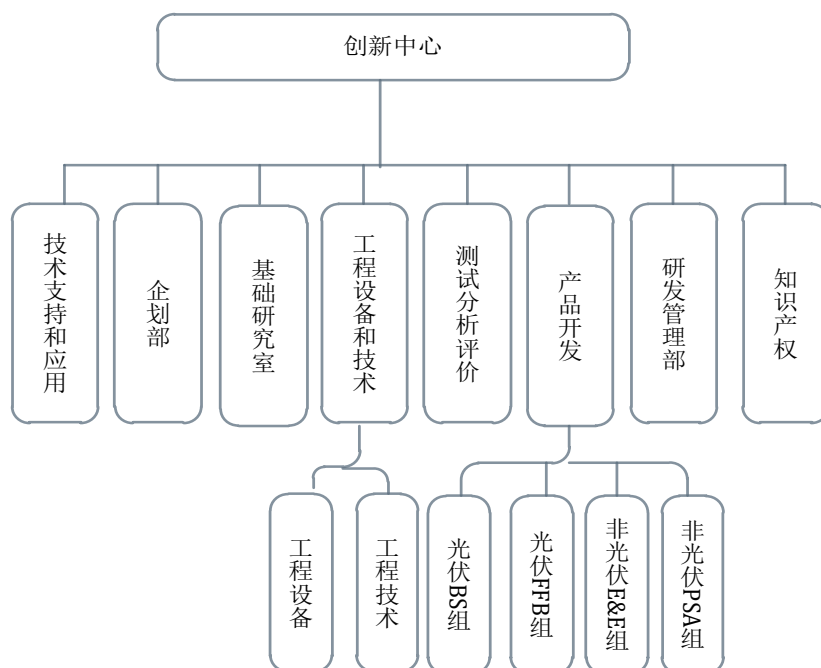 创新中心
技术支持和应用
企划部
基础研究室
工程设备和技术
测试分析评价
产品开发
研发管理部
知识产权
工程设备
工程技术
光伏BS组
光伏FFB组
非光伏E&E组
非光伏PSA组